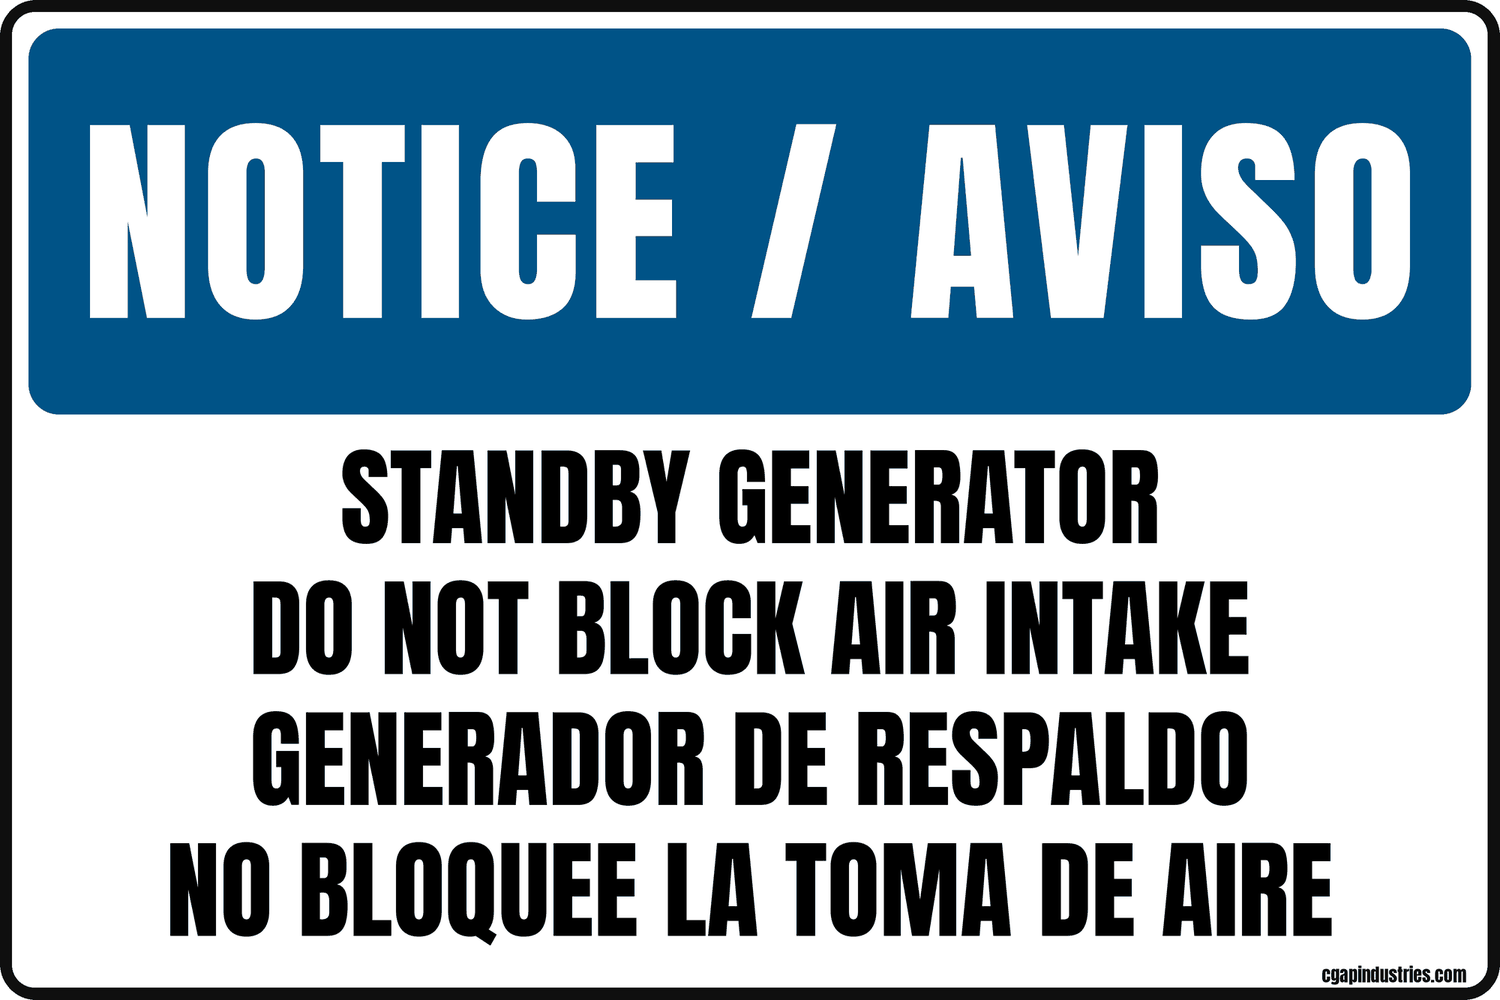 NOTICE / AVISO
STANDBY GENERATOR
DO NOT BLOCK AIR INTAKE
GENERADOR DE RESPALDO
NO BLOQUEE LA TOMA DE AIRE
cgapindustries.com